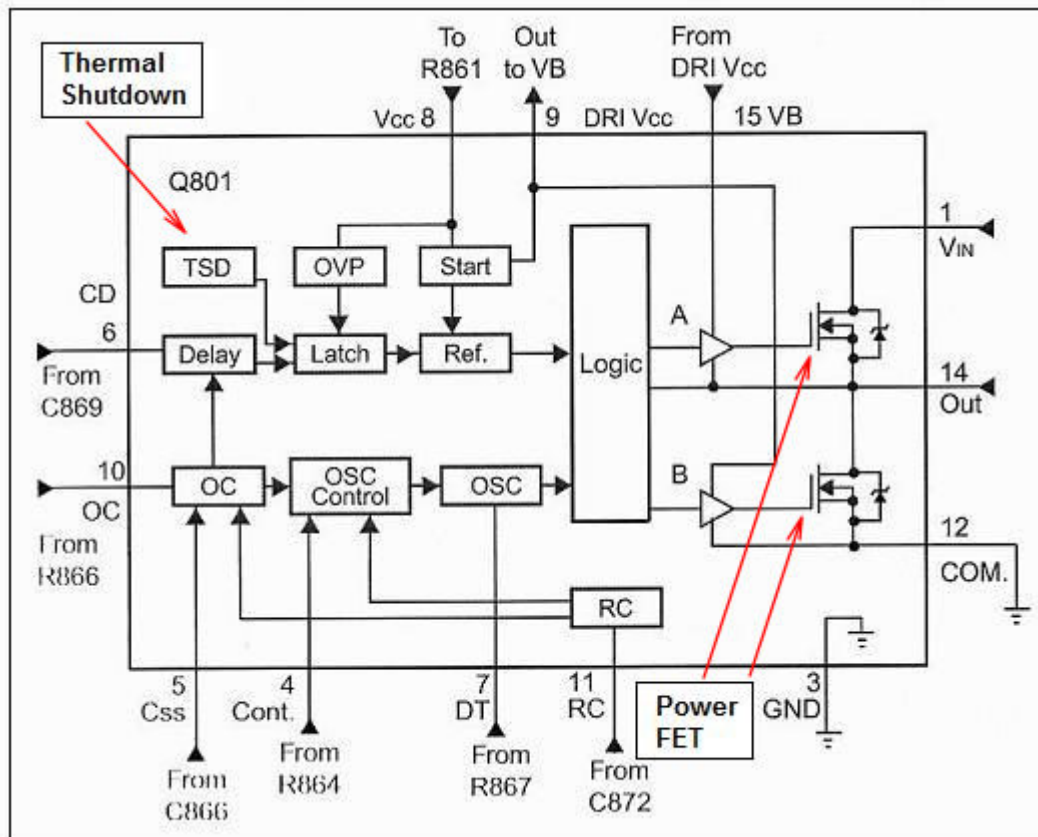 Thermal
Shutdown
To
R861
Out
to VB
From
DRI Vcc
Vcc 8
9
DRI Vcc
15 VB
Q801
1
VIN
TSD
OVP
Start
CD
6
From
C869
Delay
Latch
Ref.
Logic
A
14
Out
10
OC
From
R866
OC
OSC
Control
OSC
B
12
COM.
RC
5
Css
4
Cont.
7
DT
11
RC
3
GND
Power
FET
From
C866
From
R864
From
R867
From
C872